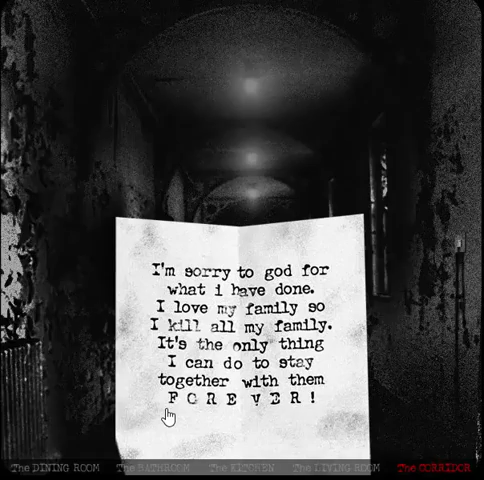 I'm sorry to god for
what i have done.
I love my family so
I kill all my family.
It's the only thing
I can do to stay
together with them
F O R E V E R !
The DINING ROOM The BATHROOM The KITCHEN The DIVING ROOM The CORRIDOR